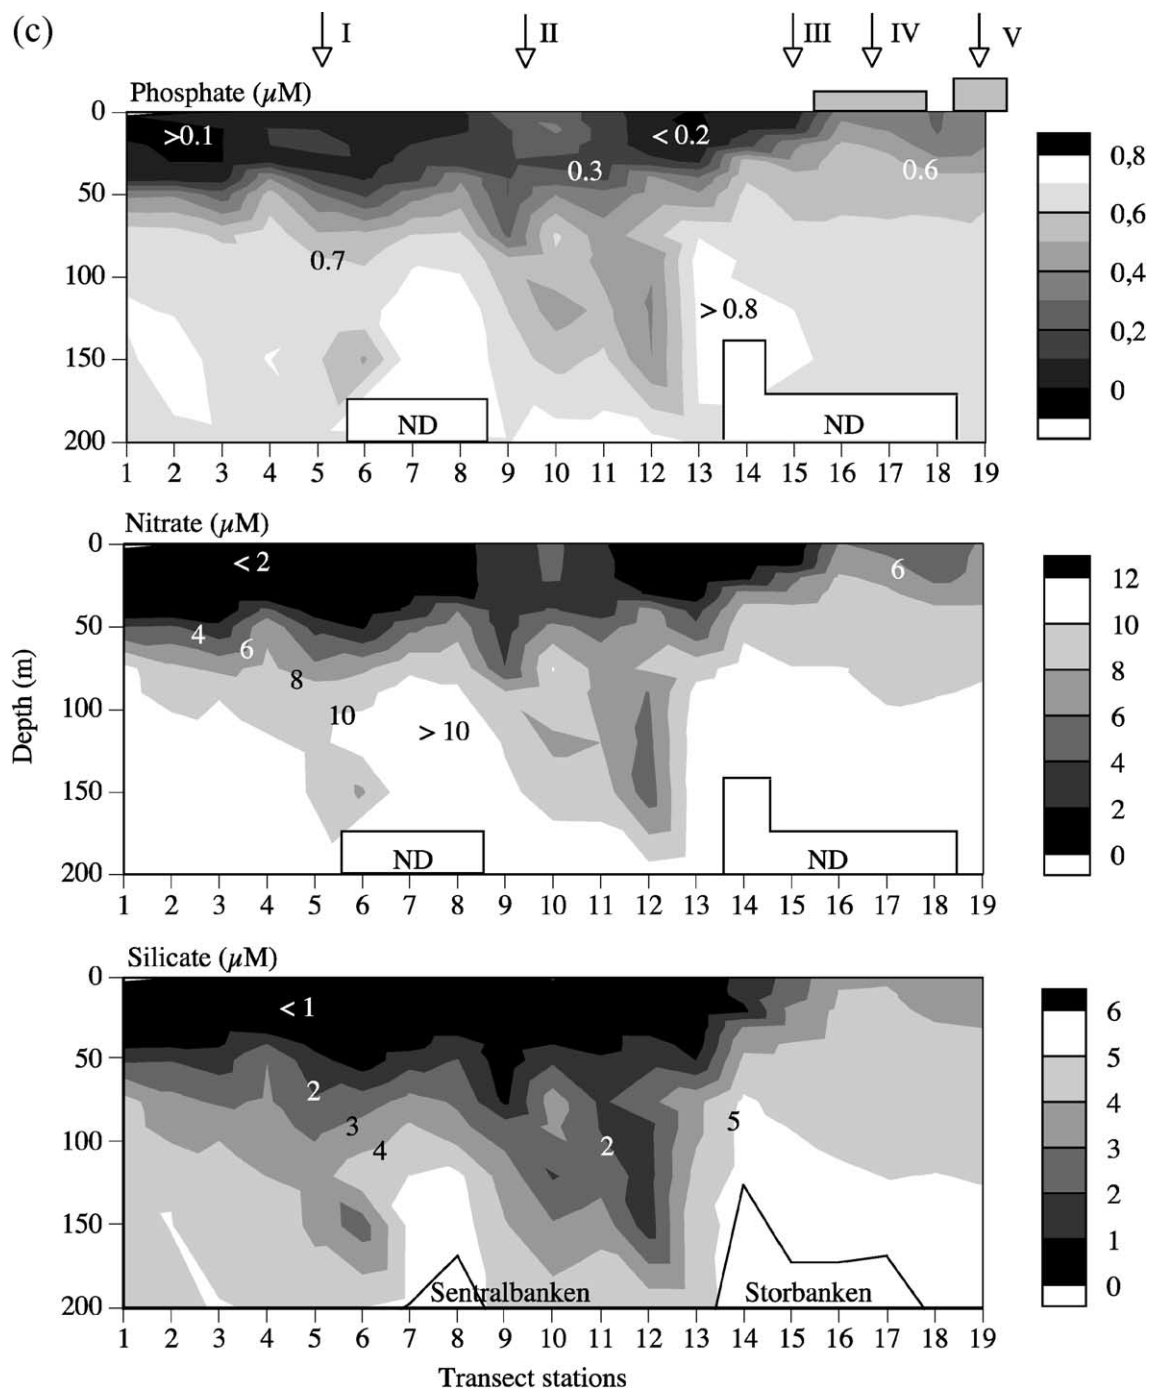 (c)
I II III IV V
Phosphate (µM)
0 >0.1 < 0.2
0.3 0.6
50
0.7
100
> 0.8
150
ND ND
200
1 2 3 4 5 6 7 8 9 10 11 12 13 14 15 16 17 18 19
0,8
0,6
0,4
0,2
0
Nitrate (µM)
0
< 2 6
50 4 6
8
10
100 > 10
150
ND ND
200
1 2 3 4 5 6 7 8 9 10 11 12 13 14 15 16 17 18 19
12
10
8
6
4
2
0
Depth (m)
Silicate (µM)
0
< 1
50
2
3 5
100 4 2
150
Sentralbanken Storbanken
200
1 2 3 4 5 6 7 8 9 10 11 12 13 14 15 16 17 18 19
6
5
4
3
2
1
0
Transect stations